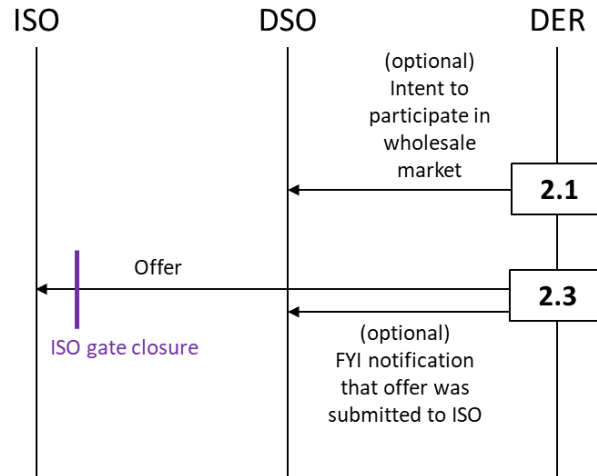 ISO DSO DER
(optional)
Intent to
participate in
wholesale
market
2.1
Offer
2.3
ISO gate closure
(optional)
FYI notification
that offer was
submitted to ISO